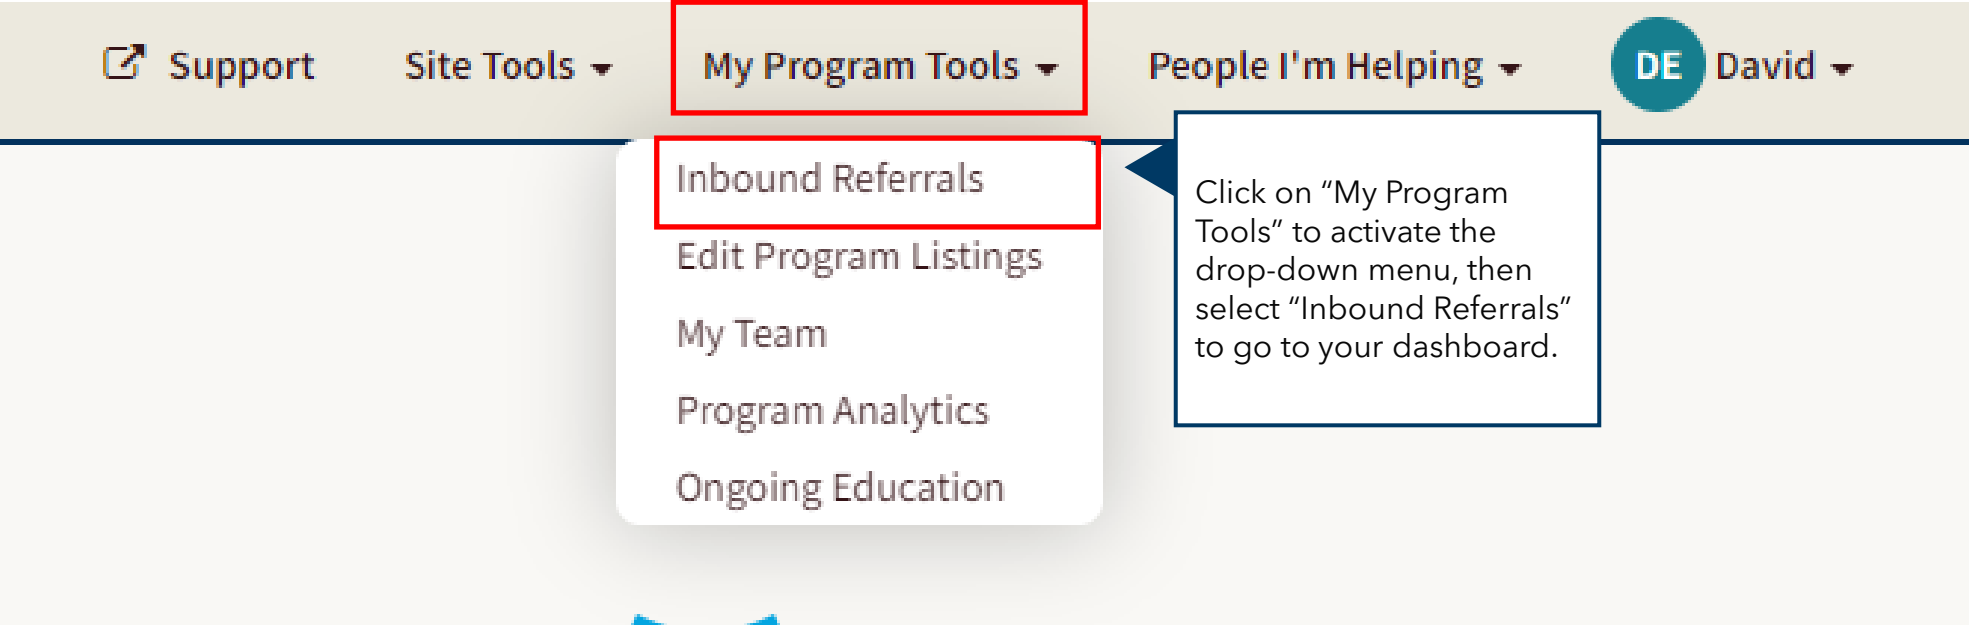 Support Site Tools My Program Tools People I'm Helping DE David
Inbound Referrals
Edit Program Listings
My Team
Program Analytics
Ongoing Education
Click on “My Program
Tools” to activate the
drop-down menu, then
select “Inbound Referrals”
to go to your dashboard.